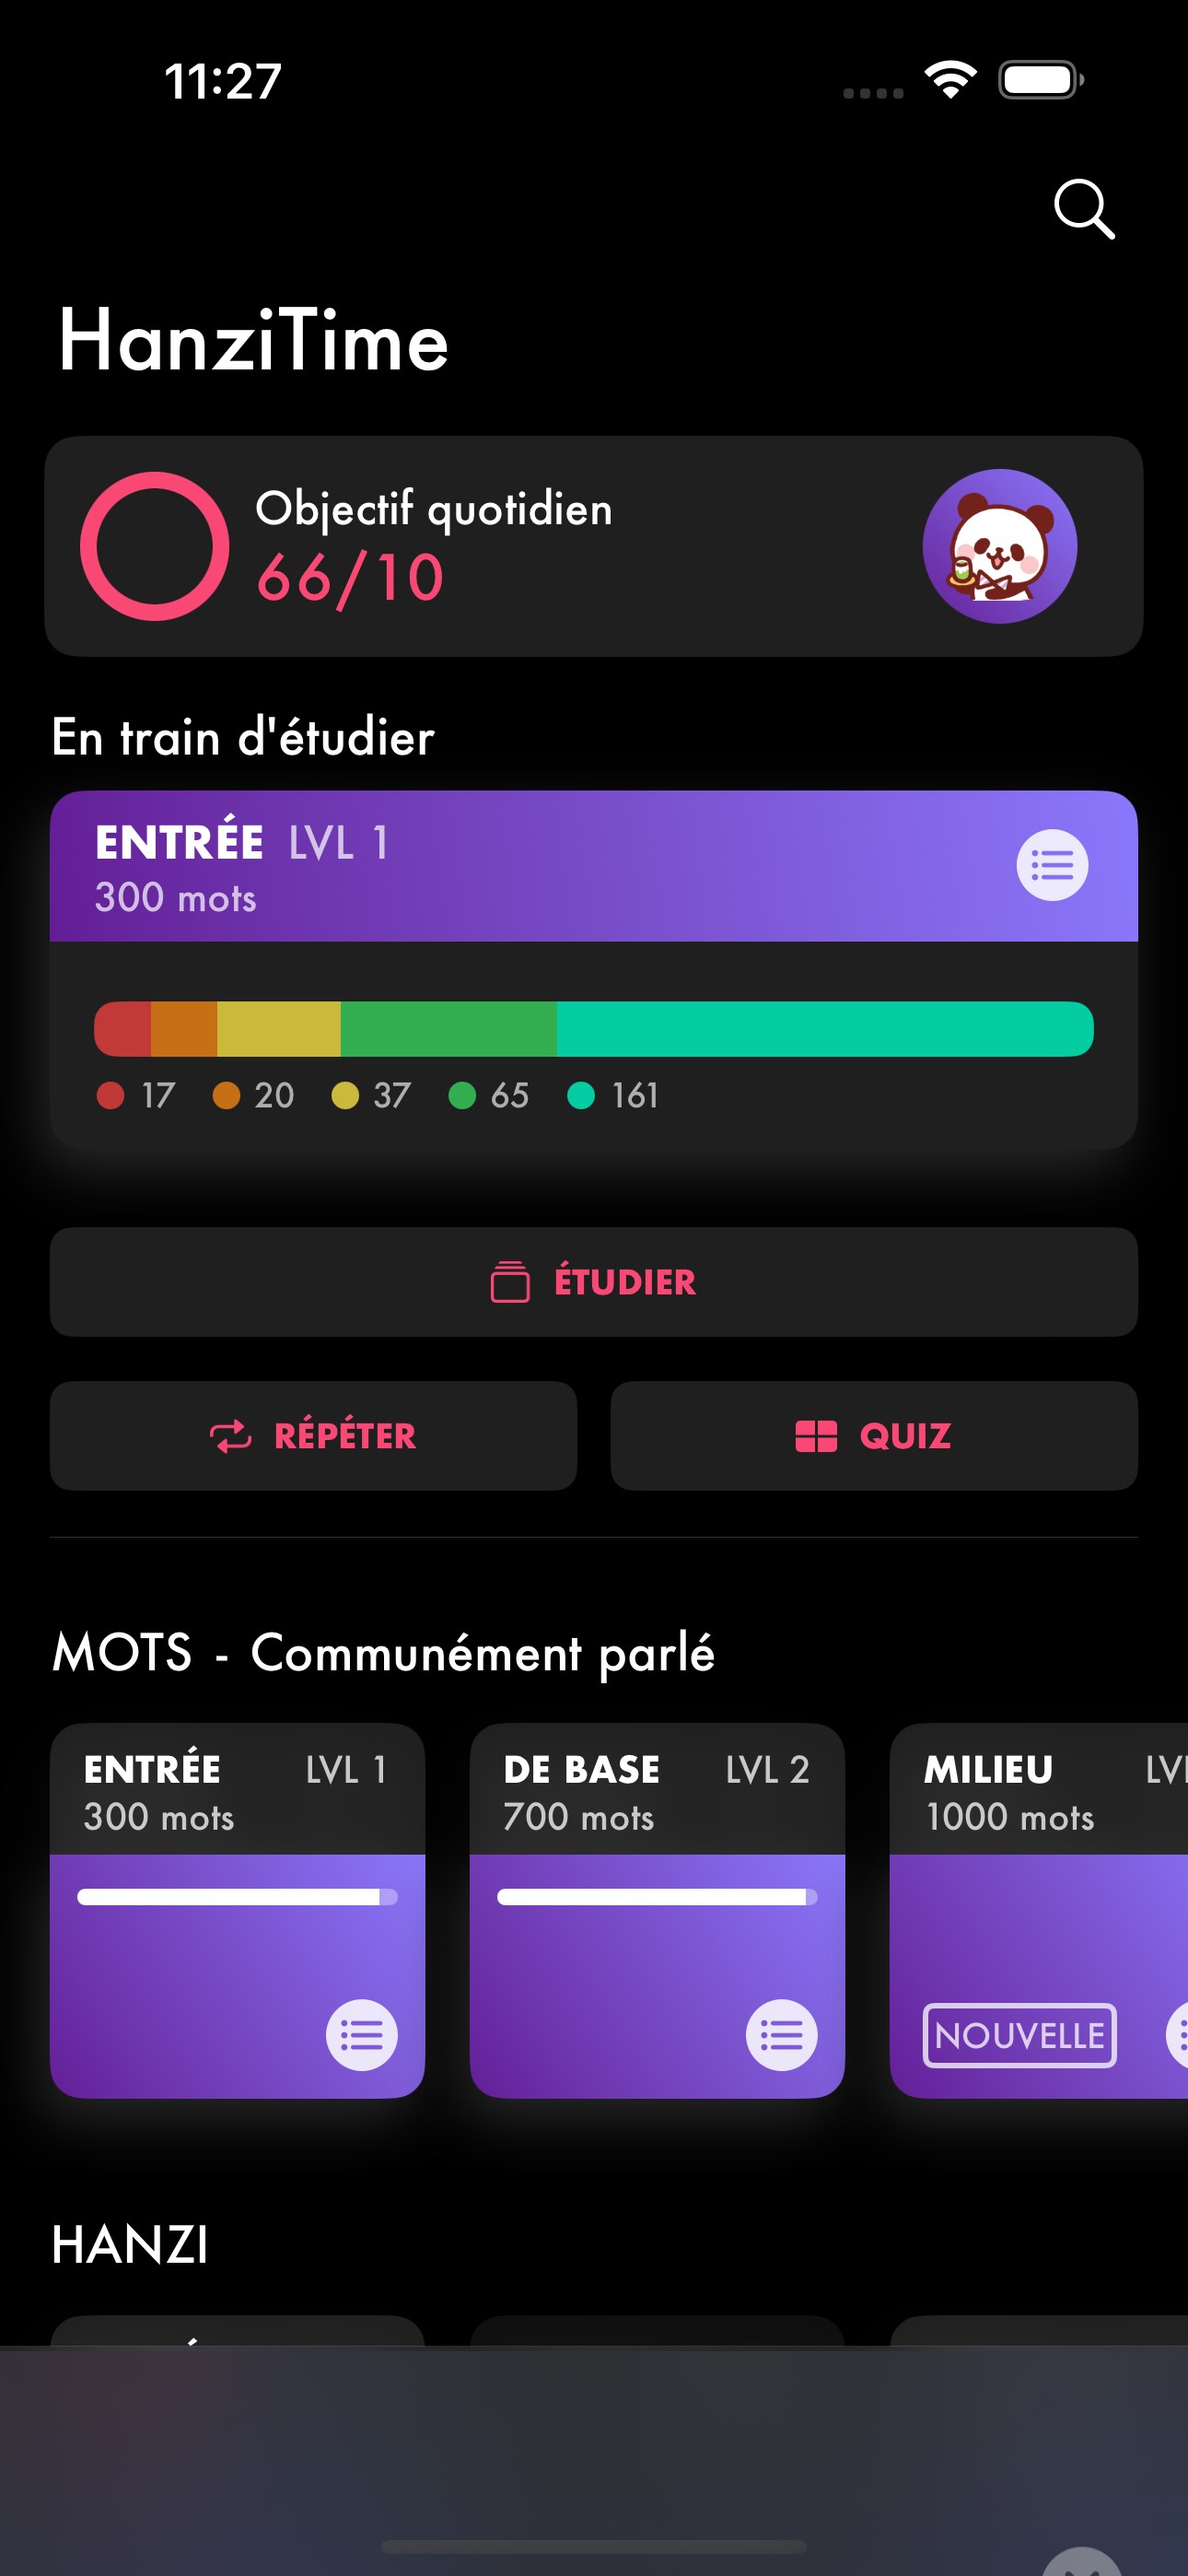 11:27
HanziTime
Objectif quotidien
66/10
En train d'étudier
ENTRÉE LVL 1
300 mots
17 20 37 65 161
ÉTUDIER
RÉPÉTER QUIZ
MOTS - Communément parlé
ENTRÉE LVL 1 DE BASE LVL 2 MILIEU
300 mots 700 mots 1000 mots
NOUVELLE
HANZI